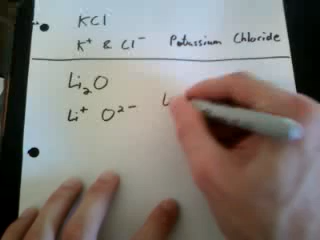 KCl
K⁺ & Cl⁻ Potassium Chloride
Li₂O
Li⁺ O²⁻ L